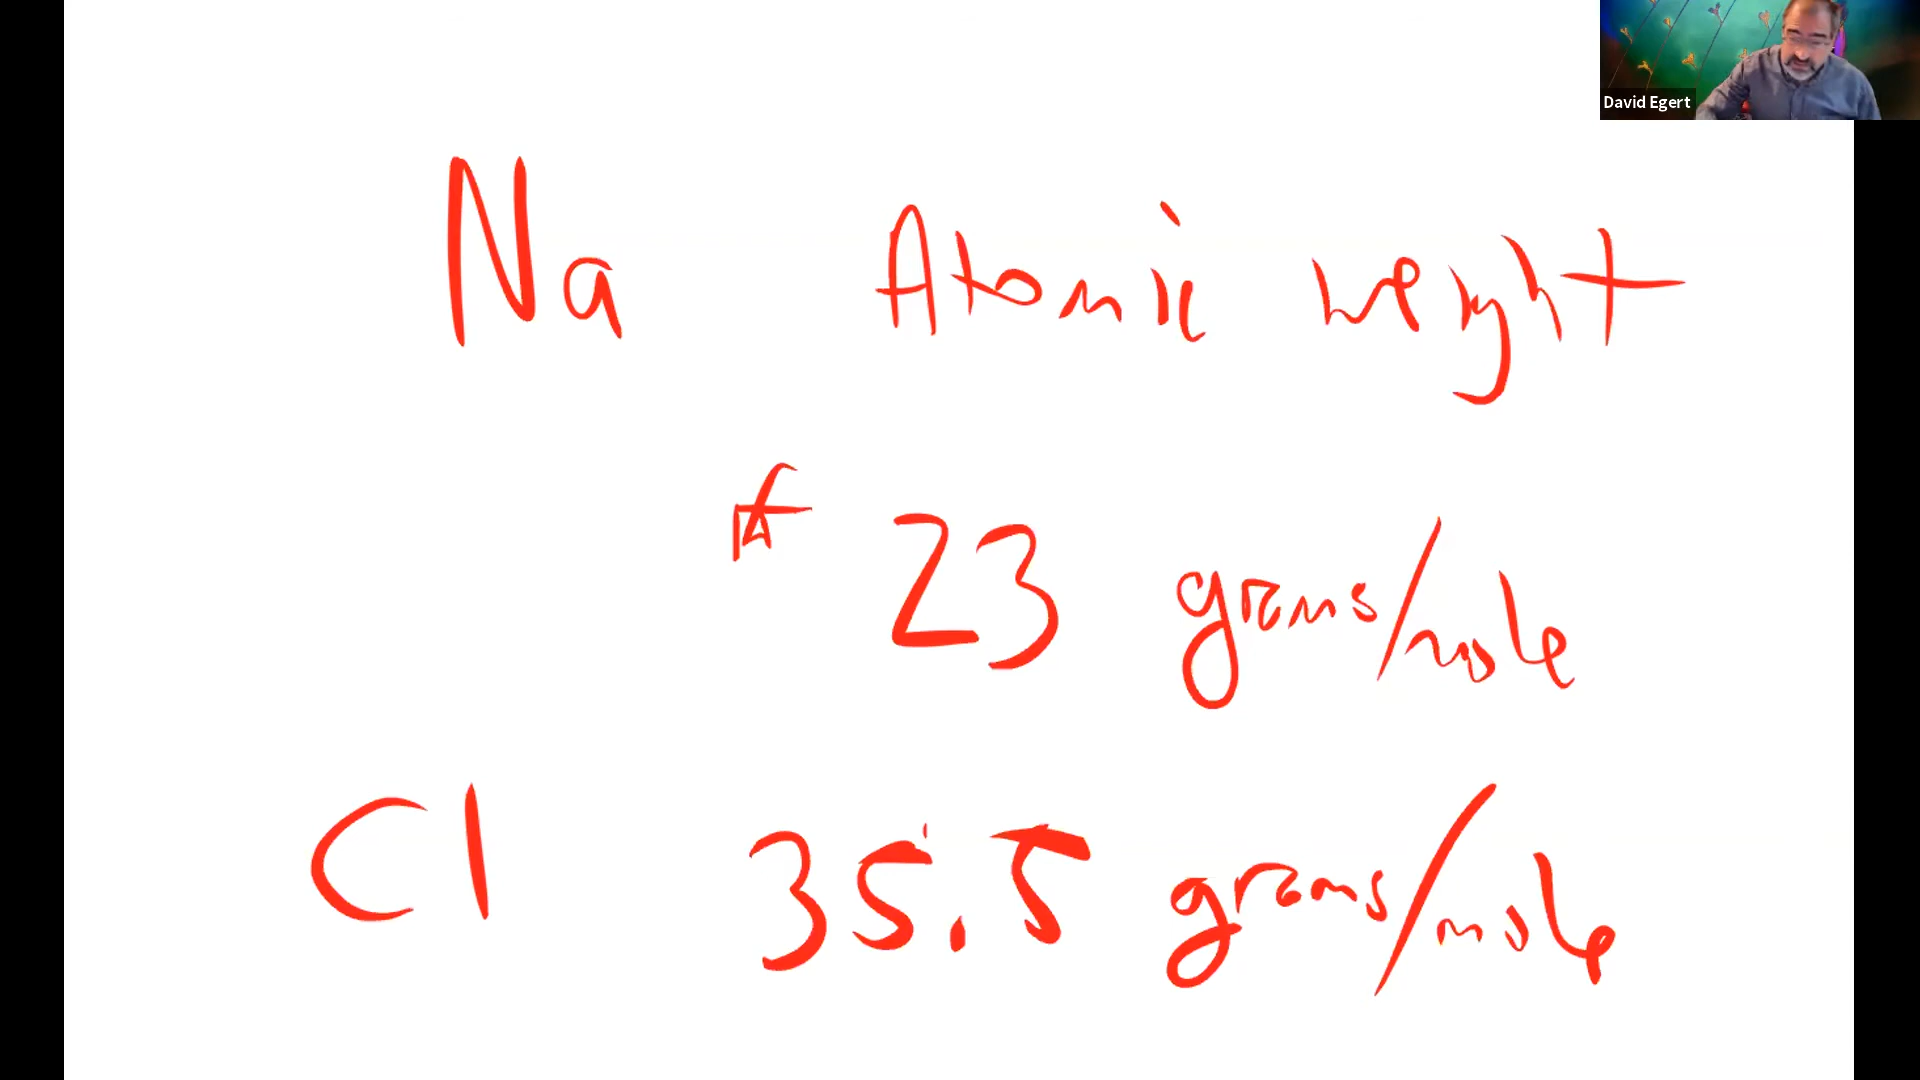 David Egert
Na Atomic weight
23 grams/mole
Cl 35.5 grams/mole